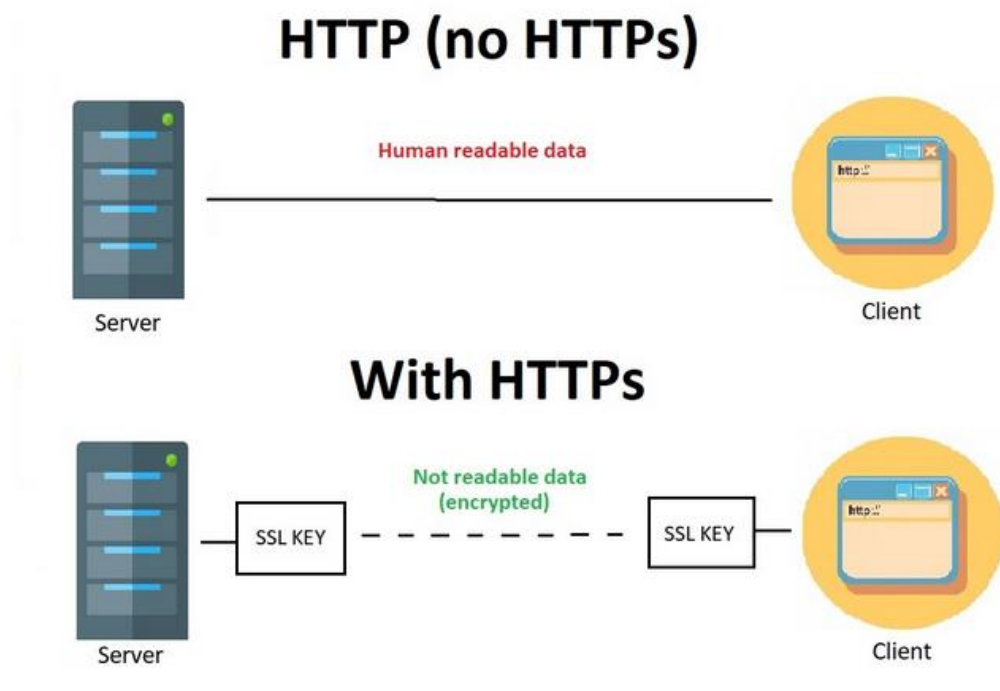 HTTP (no HTTPs)
Human readable data
http://
Server
Client
With HTTPs
Not readable data
(encrypted)
http://
SSL KEY
SSL KEY
Server
Client